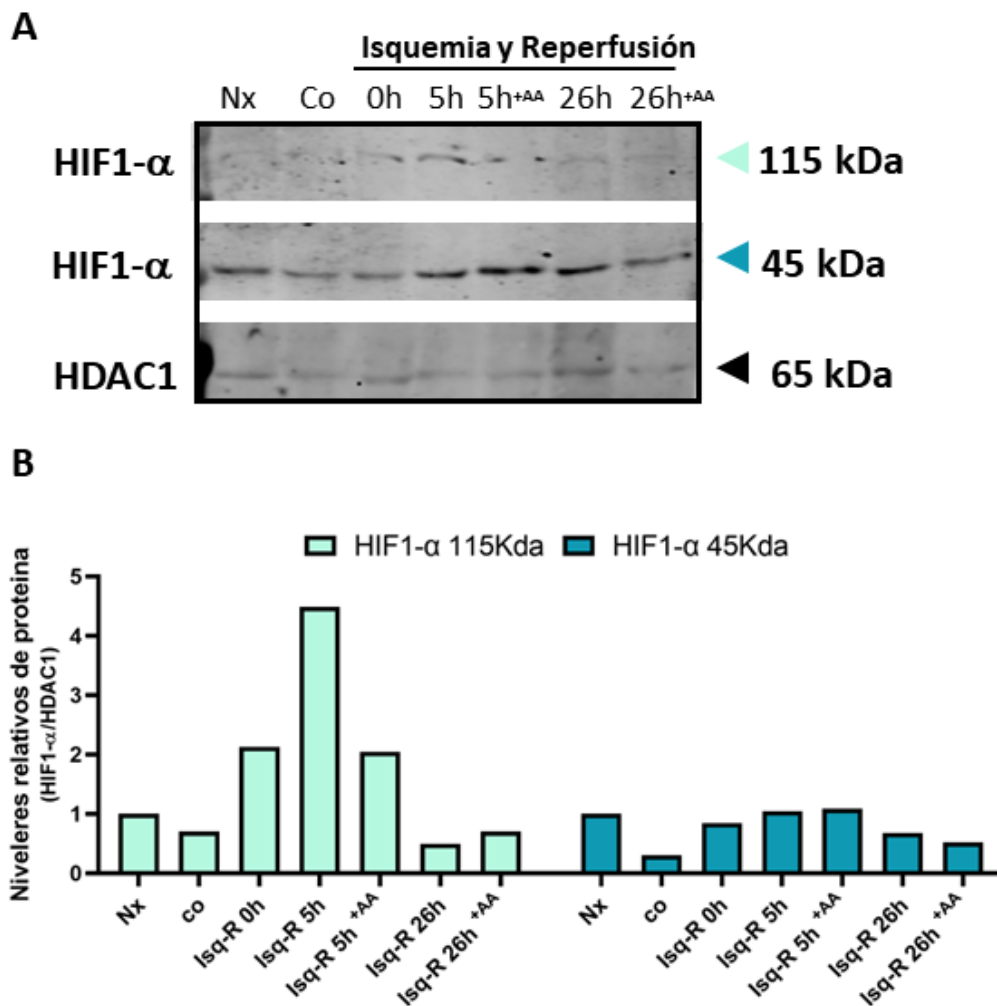 A
Isquemia y Reperfusión
Nx Co 0h 5h 5h+AA 26h 26h+AA
HIF1-α 115 kDa
HIF1-α 45 kDa
HDAC1 65 kDa
B
HIF1-α 115Kda HIF1-α 45Kda
Niveleres relativos de proteina
(HIF1-α/HDAC1)
5
4
3
2
1
0
Nx co Isq-R 0h Isq-R 5h Isq-R 5h +AA Isq-R 26h Isq-R 26h +AA Nx co Isq-R 0h Isq-R 5h Isq-R 5h +AA Isq-R 26h Isq-R 26h +AA